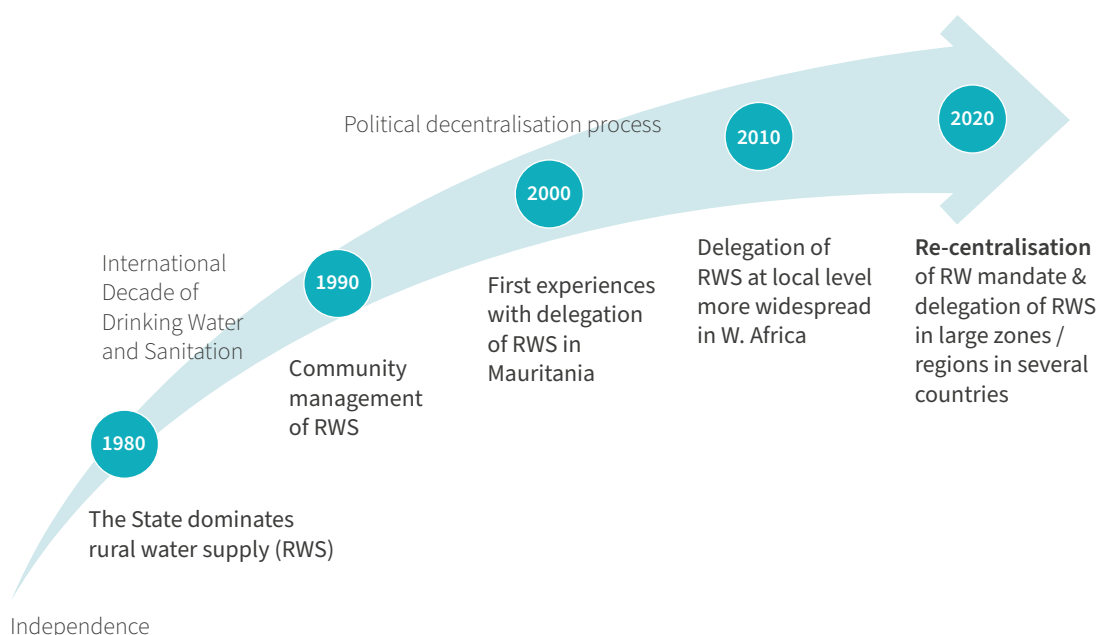 Independence
1980
The State dominates
rural water supply (RWS)
International
Decade of
Drinking Water
and Sanitation
1990
Community
management
of RWS
Political decentralisation process
2000
First experiences
with delegation
of RWS in
Mauritania
2010
Delegation of
RWS at local level
more widespread
in W. Africa
2020
Re-centralisation
of RW mandate &
delegation of RWS
in large zones /
regions in several
countries